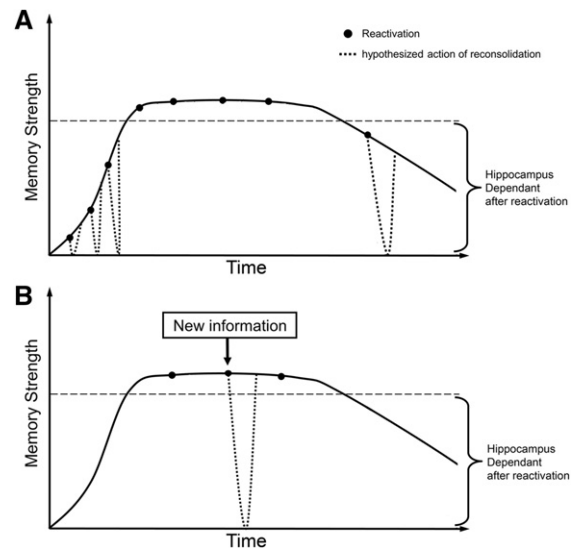 A
Reactivation
hypothesized action of reconsolidation
Memory Strength
Hippocampus
Dependant
after reactivation
Time
B
New information
Memory Strength
Hippocampus
Dependant
after reactivation
Time